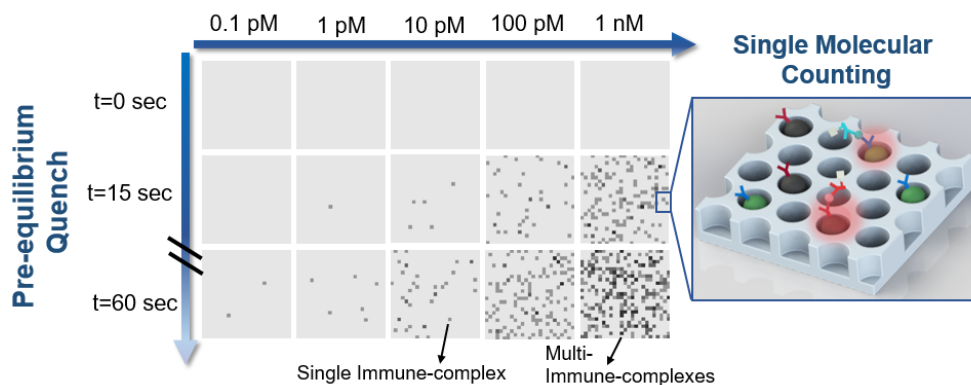 0.1 pM 1 pM 10 pM 100 pM 1 nM
Single Molecular
Counting
Pre-equilibrium
Quench
t=0 sec
t=15 sec
t=60 sec
Single Immune-complex
Multi-
Immune-complexes